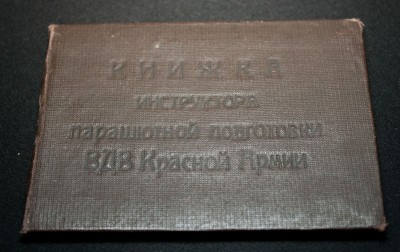 КНИЖКА
ИНСТРУКТОРА
парашютной подготовки
ВДВ Красной Армии